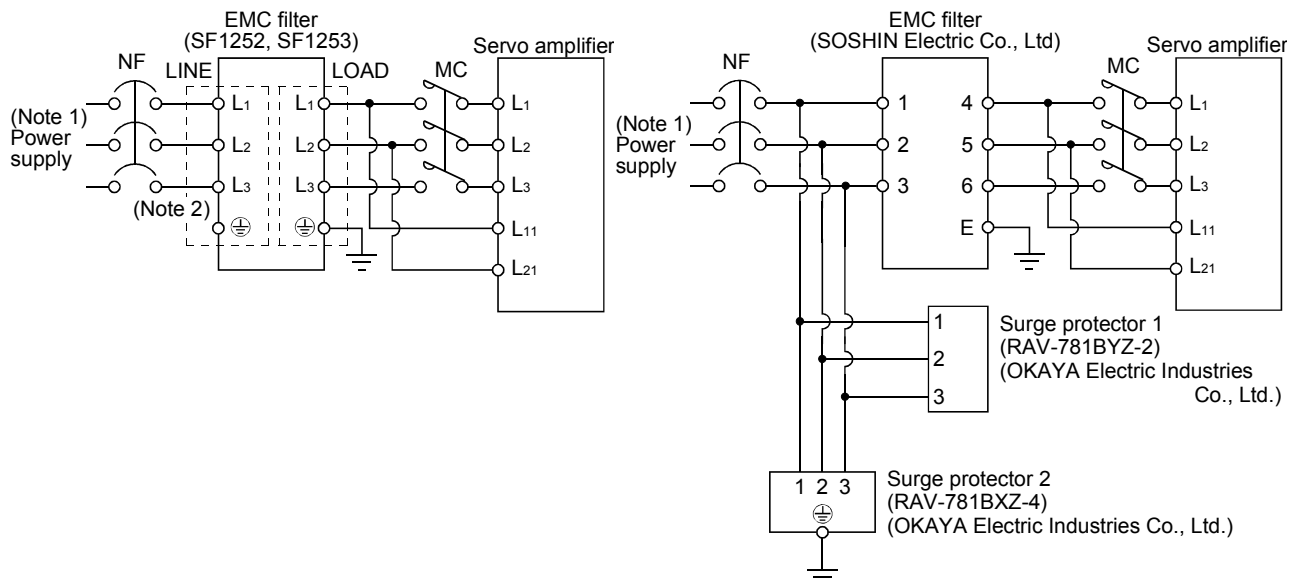 EMC filter
(SF1252, SF1253)
Servo amplifier
NF
LINE
LOAD
MC
(Note 1)
Power
supply
L1
L1
L1
L2
L2
L2
L3
L3
L3
(Note 2)
L11
L21
EMC filter
(SOSHIN Electric Co., Ltd)
Servo amplifier
NF
MC
(Note 1)
Power
supply
1
4
L1
2
5
L2
3
6
L3
E
L11
L21
1
2
3
Surge protector 1
(RAV-781BYZ-2)
(OKAYA Electric Industries
Co., Ltd.)
1 2 3
Surge protector 2
(RAV-781BXZ-4)
(OKAYA Electric Industries Co., Ltd.)